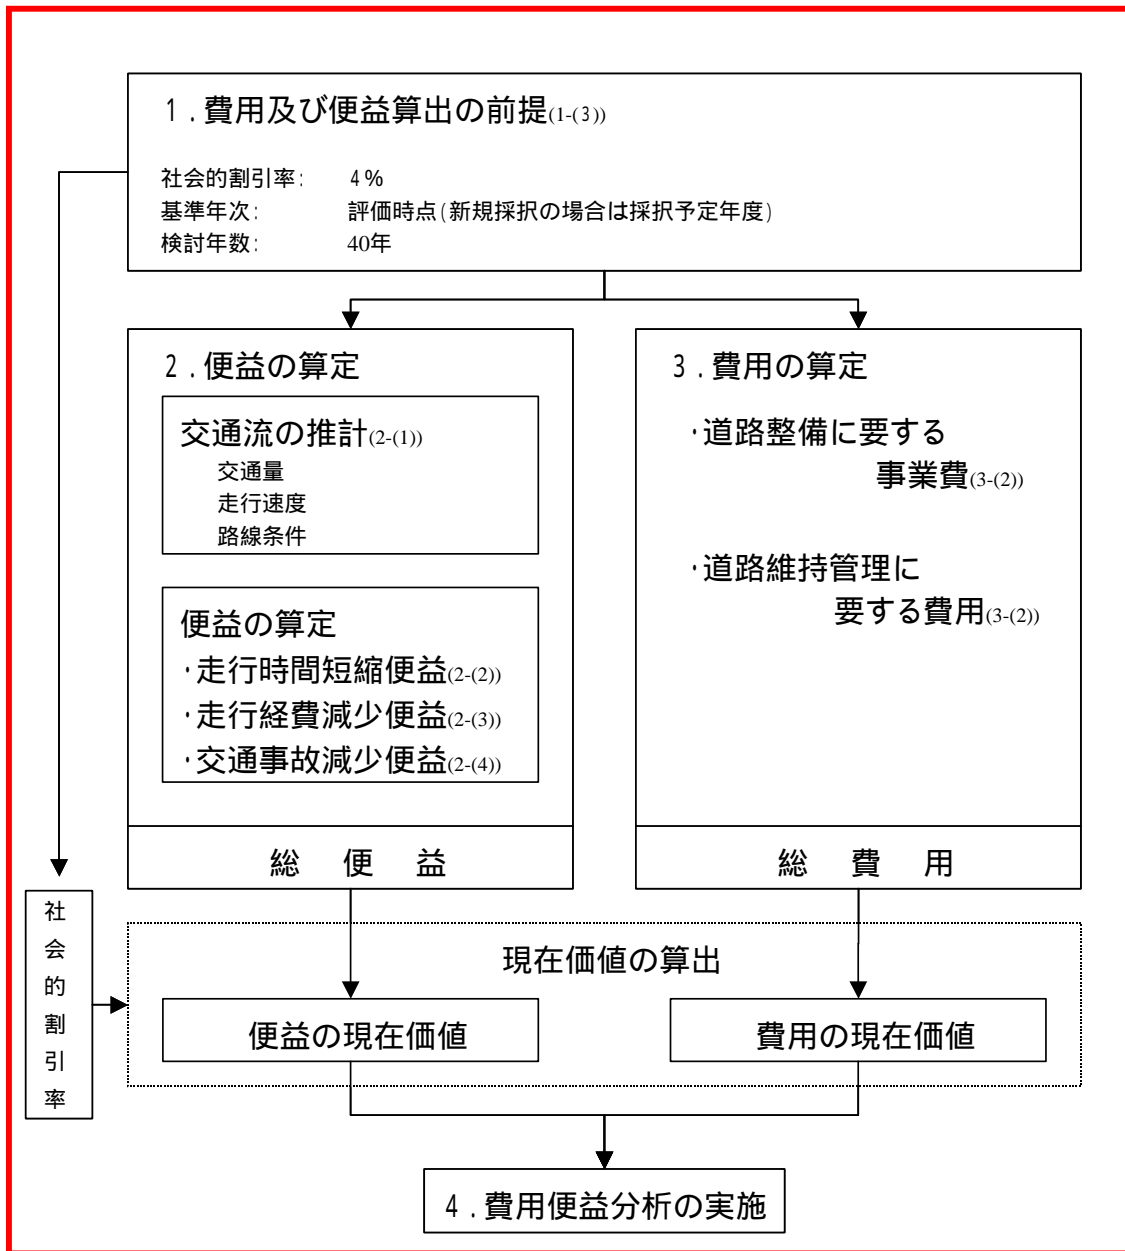 1．費用及び便益算出の前提(1-(3))
社会的割引率：　4％
基準年次：　評価時点（新規採択の場合は採択予定年度）
検討年数：　40年
2．便益の算定
交通流の推計(2-(1))
交通量
走行速度
路線条件
便益の算定
・走行時間短縮便益(2-(2))
・走行経費減少便益(2-(3))
・交通事故減少便益(2-(4))
総　便　益
3．費用の算定
・道路整備に要する
事業費(3-(2))
・道路維持管理に
要する費用(3-(2))
総　費　用
社会的割引率
現在価値の算出
便益の現在価値
費用の現在価値
4．費用便益分析の実施